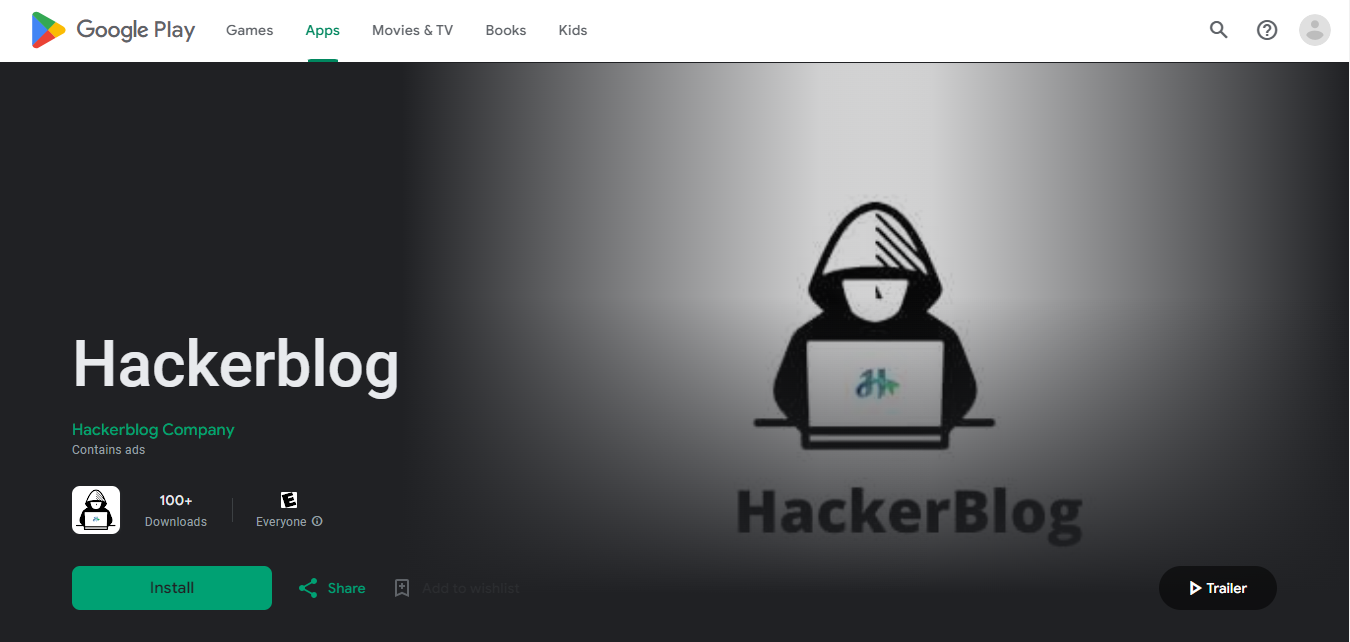 Google Play Games Apps Movies & TV Books Kids
Hackerblog
Hackerblog Company
Contains ads
100+
Downloads
E
Everyone
HackerBlog
Install
Share
Add to wishlist
Trailer